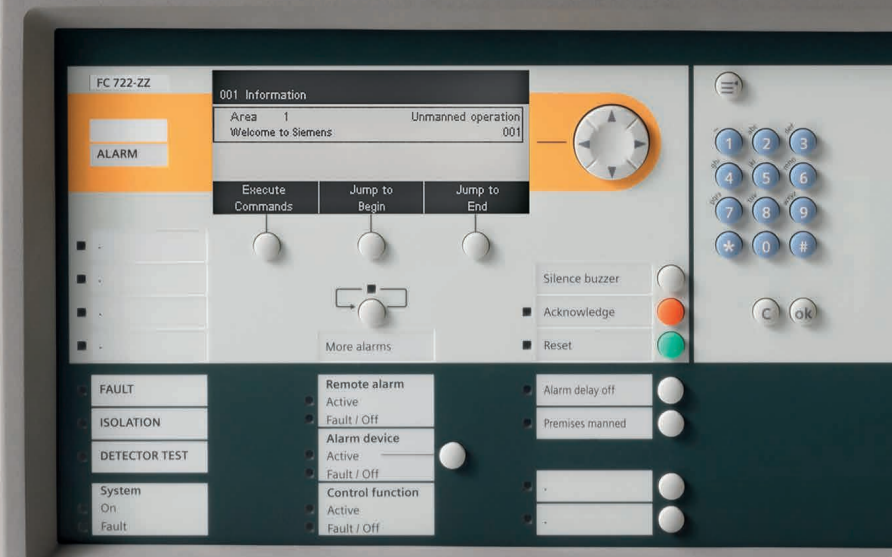 FC 722-ZZ
001 Information
Area 1 Unmanned operation
Welcome to Siemens 001
ALARM
Execute Commands
Jump to Begin
Jump to End
Silence buzzer
Acknowledge
Reset
More alarms
FAULT
ISOLATION
DETECTOR TEST
System
On
Fault
Remote alarm
Active
Fault / Off
Alarm device
Active
Fault / Off
Control function
Active
Fault / Off
Alarm delay off
Premises manned
1 2 3
4 5 6
7 8 9
* 0 #
C ok